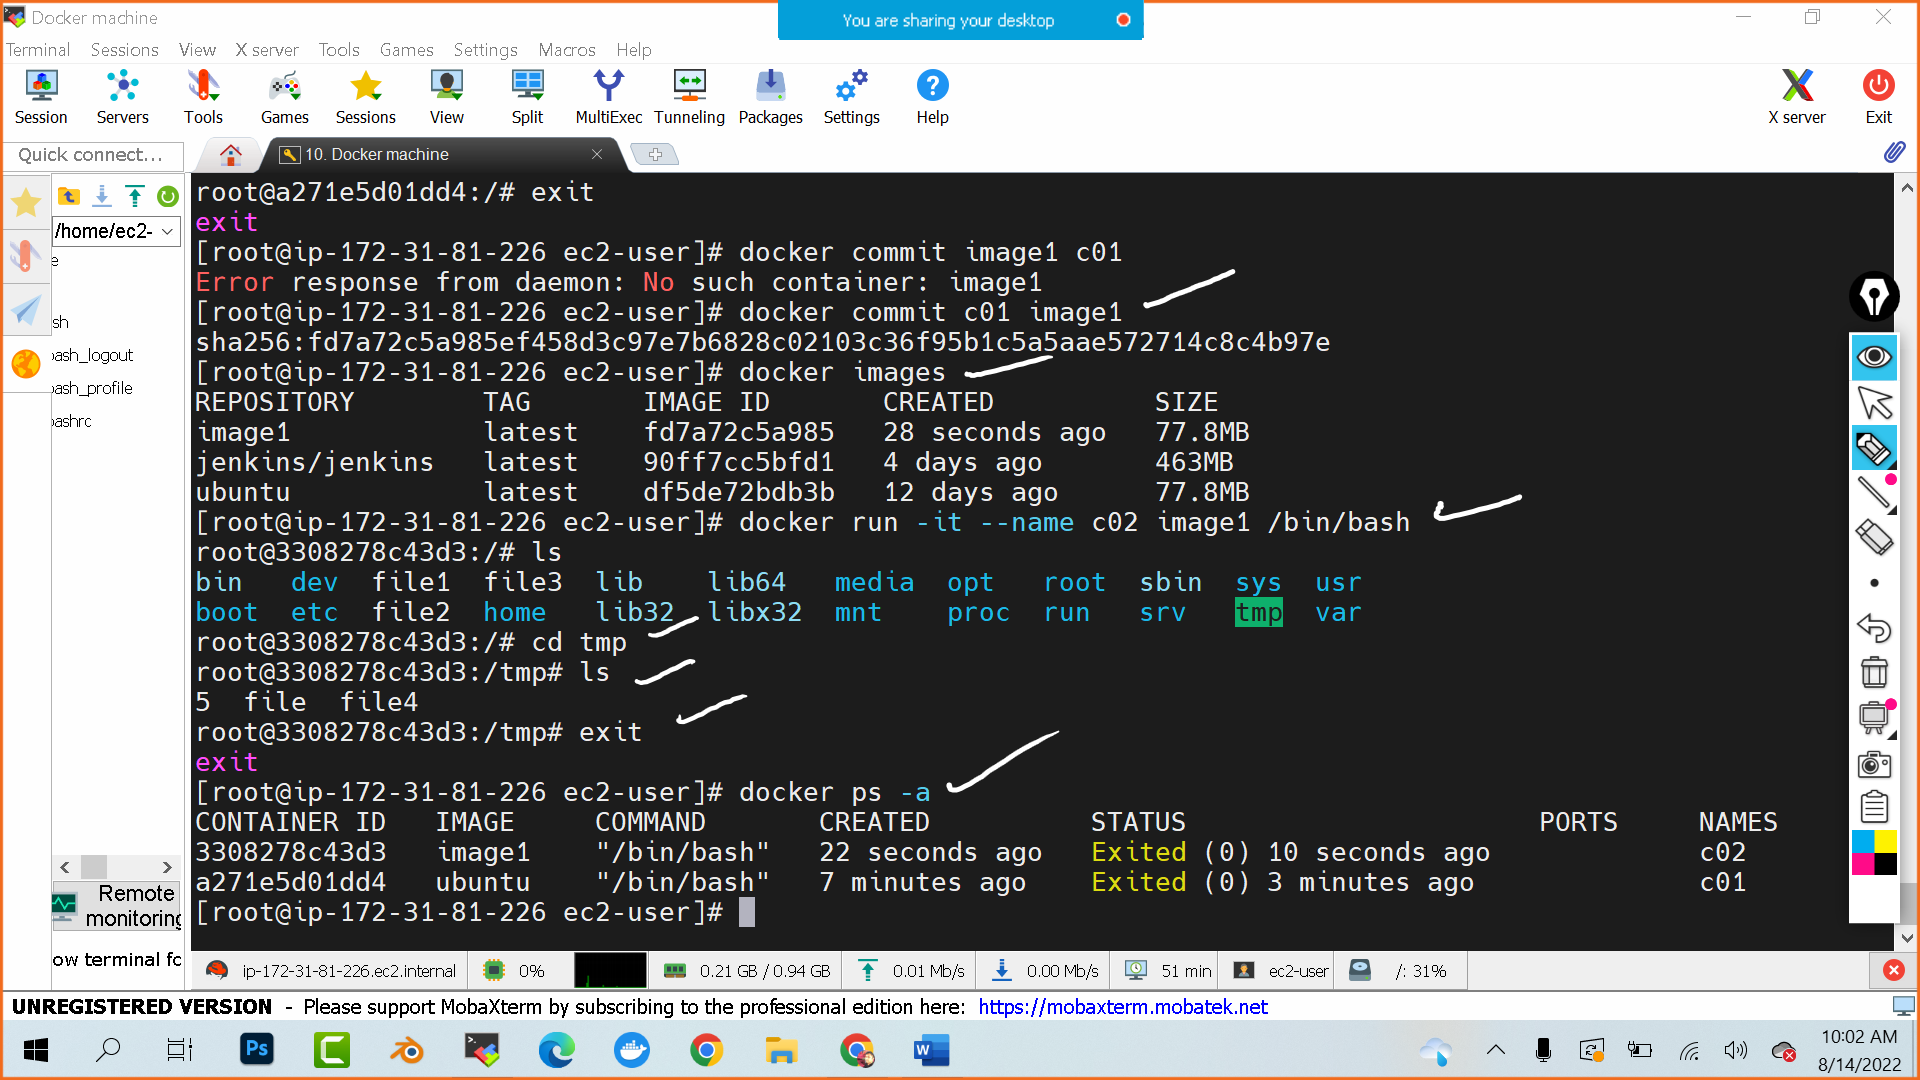 Docker machine
You are sharing your desktop
Terminal Sessions View X server Tools Games Settings Macros Help
Session Servers Tools Games Sessions View Split MultiExec Tunneling Packages Settings Help X server Exit
Quick connect... 10. Docker machine
/home/ec2-
e
sh
bash_logout
bash_profile
bashrc
Remote
monitoring
ow terminal fo
root@a271e5d01dd4:/# exit
exit
[root@ip-172-31-81-226 ec2-user]# docker commit image1 c01
Error response from daemon: No such container: image1
[root@ip-172-31-81-226 ec2-user]# docker commit c01 image1
sha256:fd7a72c5a985ef458d3c97e7b6828c02103c36f95b1c5a5aae572714c8c4b97e
[root@ip-172-31-81-226 ec2-user]# docker images
REPOSITORY TAG IMAGE ID CREATED SIZE
image1 latest fd7a72c5a985 28 seconds ago 77.8MB
jenkins/jenkins latest 90ff7cc5bfd1 4 days ago 463MB
ubuntu latest df5de72bdb3b 12 days ago 77.8MB
[root@ip-172-31-81-226 ec2-user]# docker run -it --name c02 image1 /bin/bash
root@3308278c43d3:/# ls
bin dev file1 file3 lib lib64 media opt root sbin sys usr
boot etc file2 home lib32 libx32 mnt proc run srv tmp var
root@3308278c43d3:/# cd tmp
root@3308278c43d3:/tmp# ls
5 file file4
root@3308278c43d3:/tmp# exit
exit
[root@ip-172-31-81-226 ec2-user]# docker ps -a
CONTAINER ID IMAGE COMMAND CREATED STATUS PORTS NAMES
3308278c43d3 image1 "/bin/bash" 22 seconds ago Exited (0) 10 seconds ago c02
a271e5d01dd4 ubuntu "/bin/bash" 7 minutes ago Exited (0) 3 minutes ago c01
[root@ip-172-31-81-226 ec2-user]#
ip-172-31-81-226.ec2.internal 0% 0.21 GB / 0.94 GB 0.01 Mb/s 0.00 Mb/s 51 min ec2-user /: 31%
UNREGISTERED VERSION - Please support MobaXterm by subscribing to the professional edition here: https://mobaxterm.mobatek.net
Ps
W
10:02 AM
8/14/2022